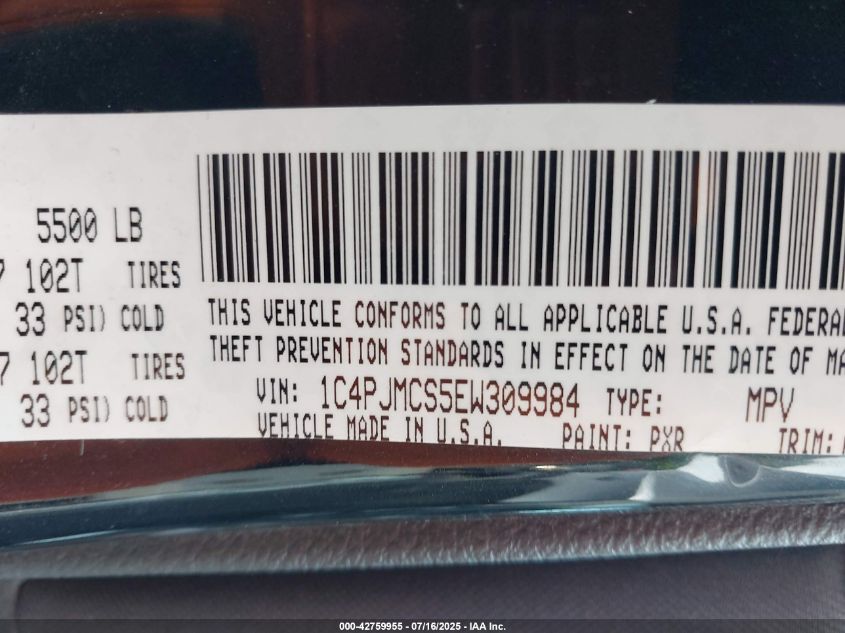 5500 LB
7 102T TIRES
33 PSI) COLD
7 102T TIRES
33 PSI) COLD
THIS VEHICLE CONFORMS TO ALL APPLICABLE U.S.A. FEDERAL
THEFT PREVENTION STANDARDS IN EFFECT ON THE DATE OF MA
VIN: 1C4PJMCS5EW309984 TYPE: MPV
VEHICLE MADE IN U.S.A. PAINT: PXR TRIM:
000-42759955 - 07/16/2025 - IAA Inc.